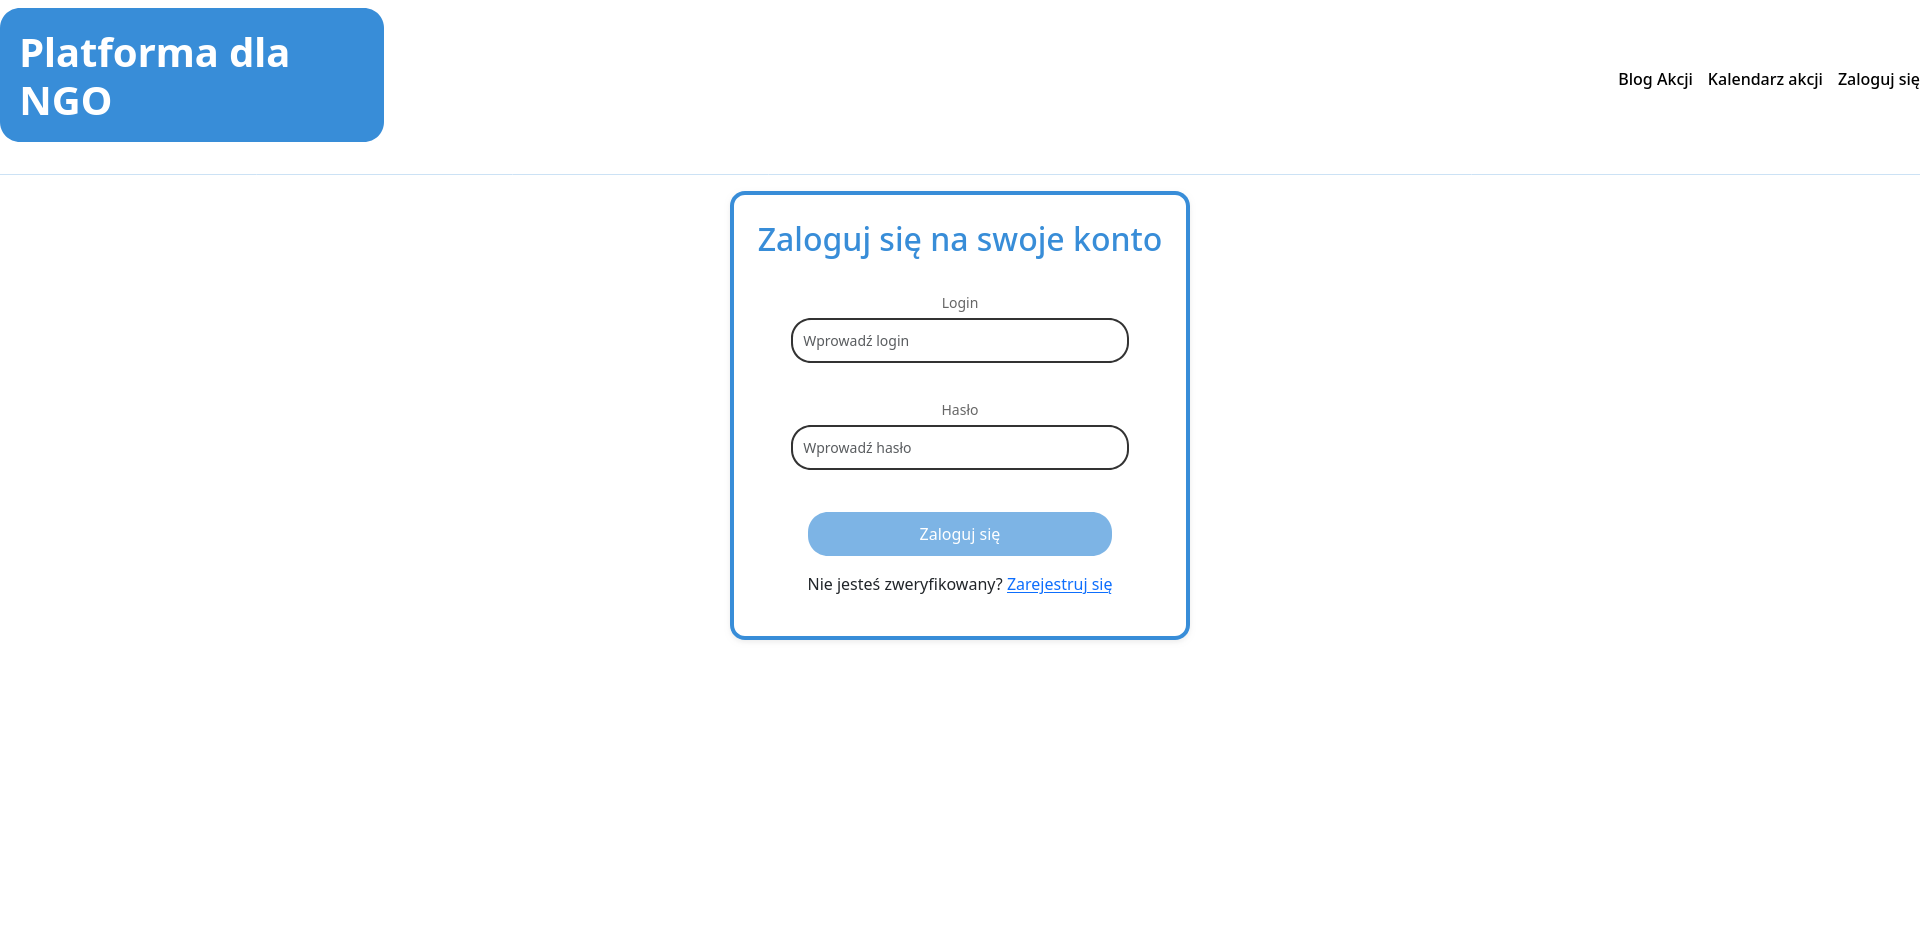 Platforma dla
NGO
Blog Akcji Kalendarz akcji Zaloguj się
Zaloguj się na swoje konto
Login
Wprowadź login
Hasło
Wprowadź hasło
Zaloguj się
Nie jesteś zweryfikowany? Zarejestruj się